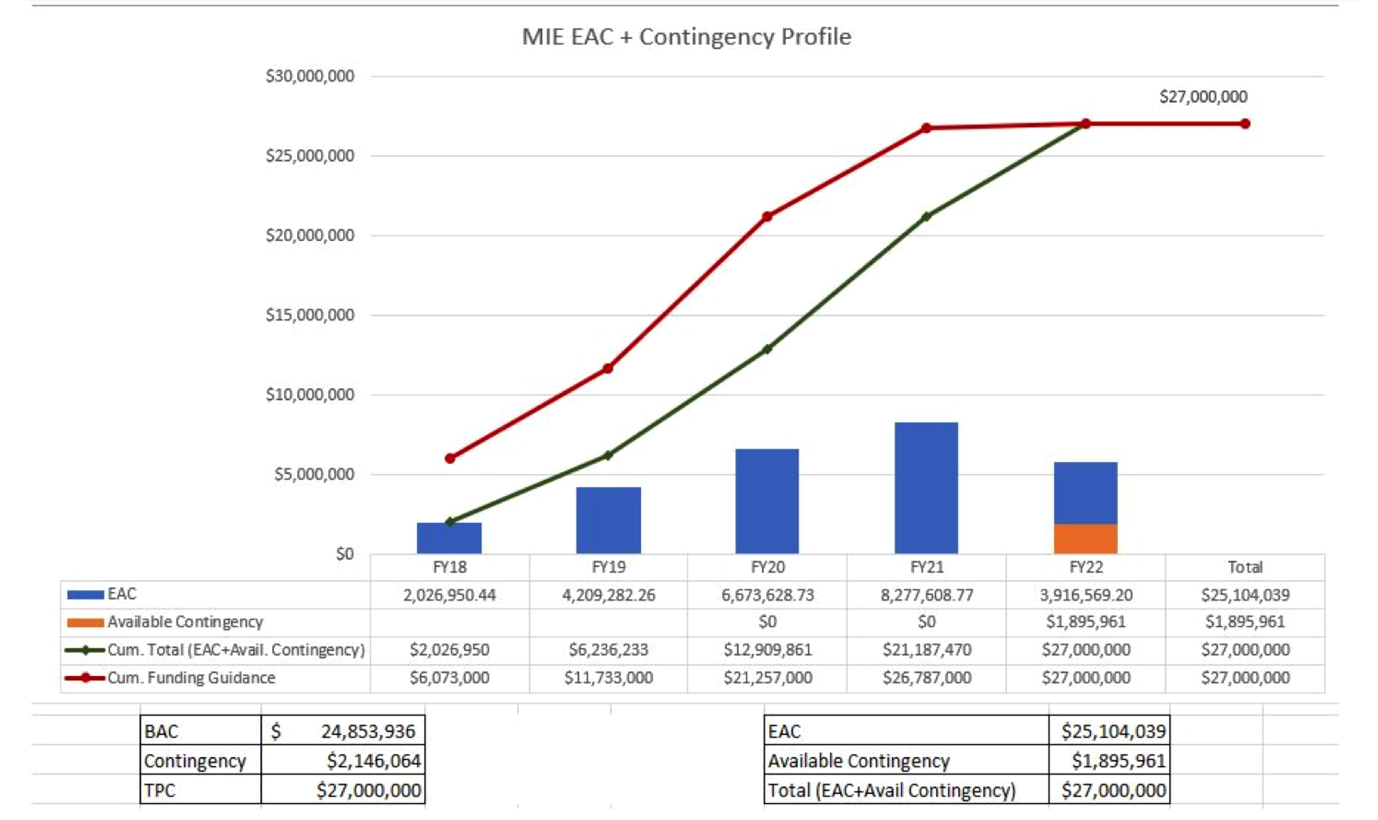 MIE EAC + Contingency Profile
$30,000,000
$27,000,000
$25,000,000
$20,000,000
$15,000,000
$10,000,000
$5,000,000
$0
FY18 FY19 FY20 FY21 FY22 Total
EAC 2,026,950.44 4,209,282.26 6,673,628.73 8,277,608.77 3,916,569.20 $25,104,039
Available Contingency $0 $0 $1,895,961 $1,895,961
Cum. Total (EAC+Avail. Contingency) $2,026,950 $6,236,233 $12,909,861 $21,187,470 $27,000,000 $27,000,000
Cum. Funding Guidance $6,073,000 $11,733,000 $21,257,000 $26,787,000 $27,000,000 $27,000,000
BAC $ 24,853,936
Contingency $2,146,064
TPC $27,000,000
EAC $25,104,039
Available Contingency $1,895,961
Total (EAC+Avail Contingency) $27,000,000